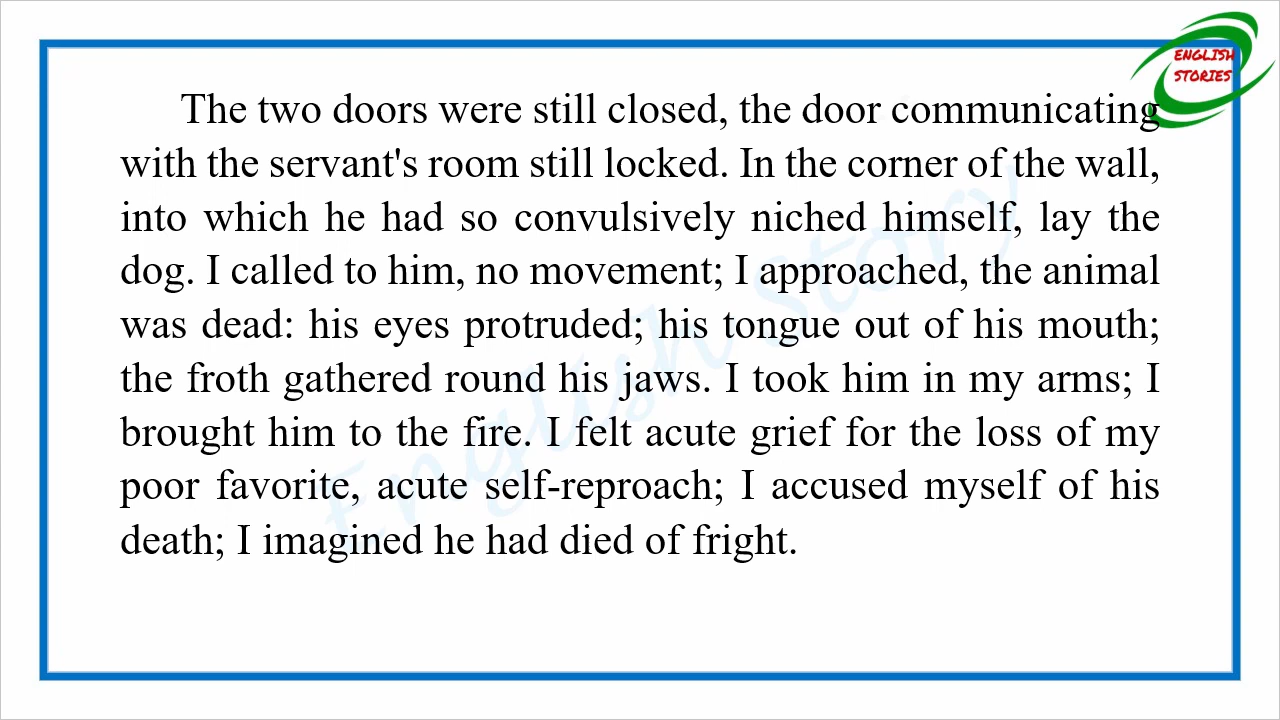 ENGLISH
STORIES
The two doors were still closed, the door communicating
with the servant's room still locked. In the corner of the wall,
into which he had so convulsively niched himself, lay the
dog. I called to him, no movement; I approached, the animal
was dead: his eyes protruded; his tongue out of his mouth;
the froth gathered round his jaws. I took him in my arms; I
brought him to the fire. I felt acute grief for the loss of my
poor favorite, acute self-reproach; I accused myself of his
death; I imagined he had died of fright.
English Story